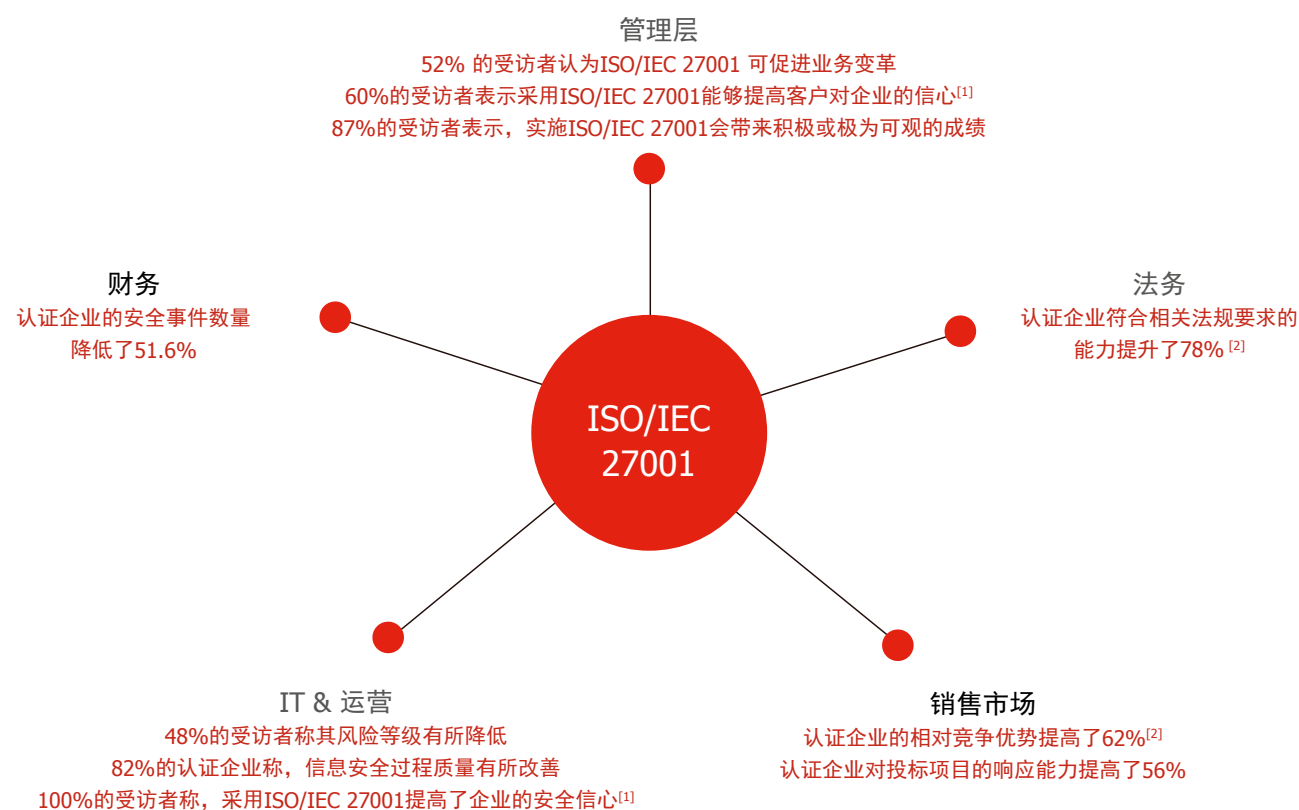 管理层
52% 的受访者认为ISO/IEC 27001 可促进业务变革
60%的受访者表示采用ISO/IEC 27001能够提高客户对企业的信心[1]
87%的受访者表示，实施ISO/IEC 27001会带来积极或极为可观的成绩
财务
认证企业的安全事件数量
降低了51.6%
法务
认证企业符合相关法规要求的
能力提升了78% [2]
ISO/IEC
27001
IT & 运营
48%的受访者称其风险等级有所降低
82%的认证企业称，信息安全过程质量有所改善
100%的受访者称，采用ISO/IEC 27001提高了企业的安全信心[1]
销售市场
认证企业的相对竞争优势提高了62%[2]
认证企业对投标项目的响应能力提高了56%